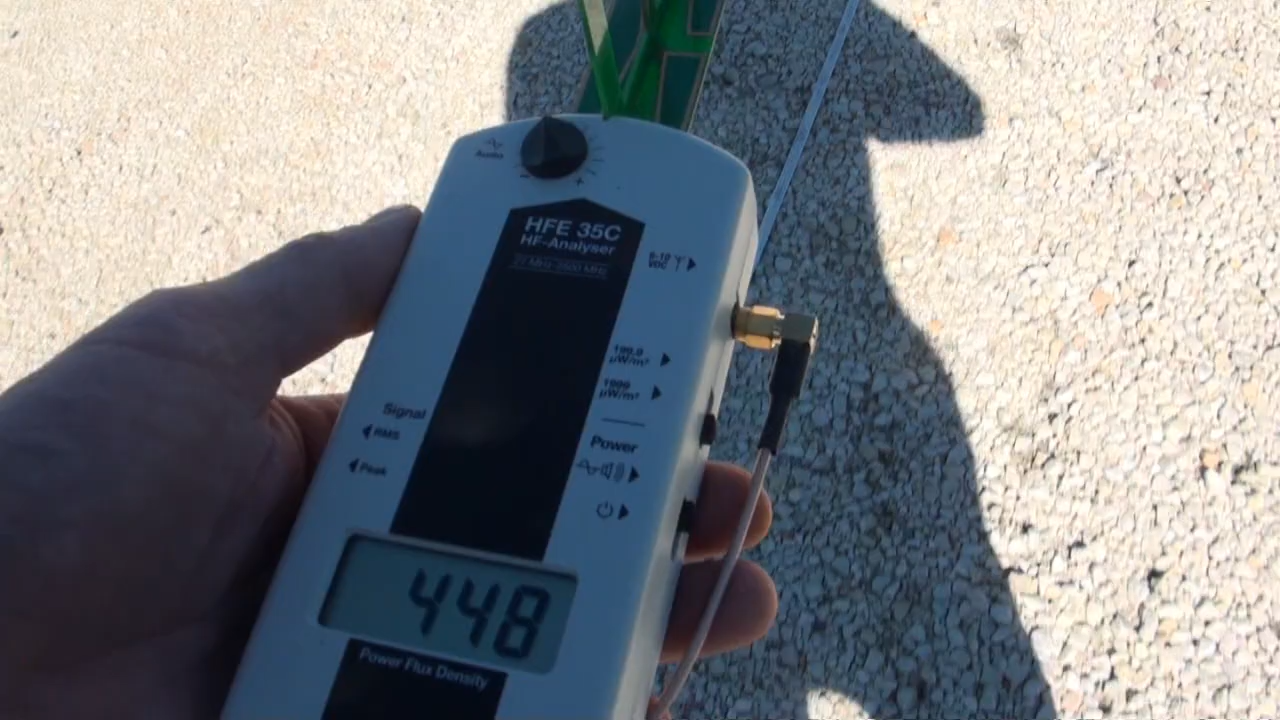 Audio
- +
HFE 35C
HF-Analyser
27 MHz-2500 MHz
0-10
VDC
199,9
µW/m²
1999
µW/m²
Signal
RMS
Peak
Power
448
Power Flux Density